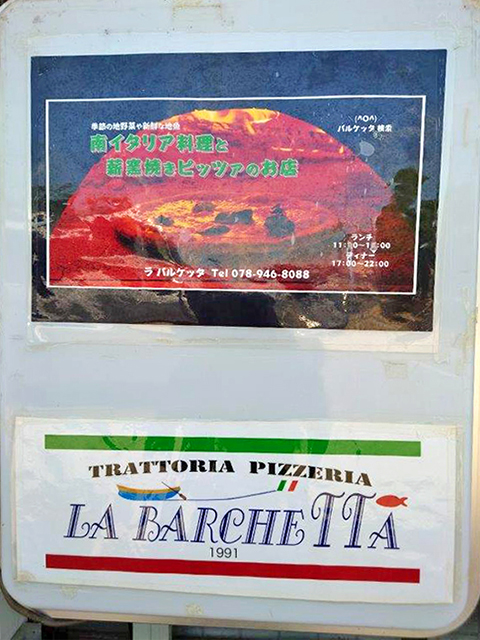 季節の地野菜や新鮮な地魚
南イタリア料理と
薪窯焼きピッツァのお店
(^O^)
バルケッタ 検索
ランチ
ディナー
17:00〜22:00
ラ バルケッタ Tel 078-946-8088
TRATTORIA PIZZERIA
LA BARCHETTA
1991